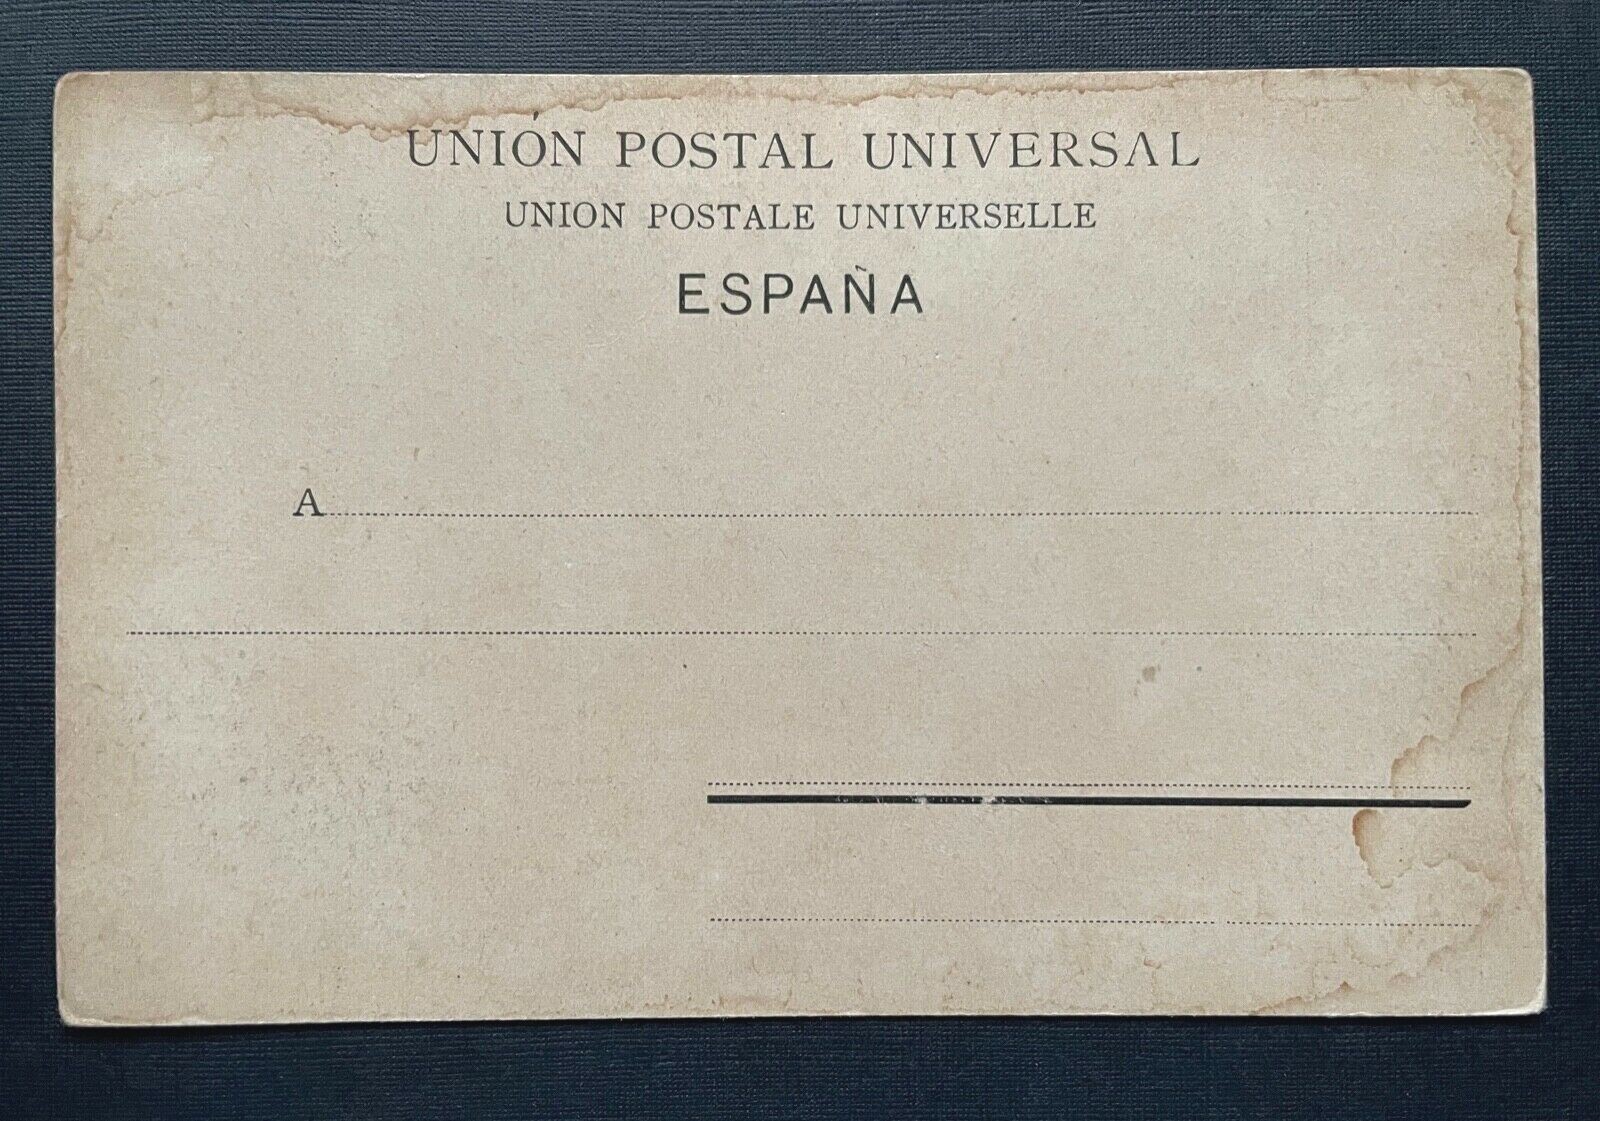 UNIÓN POSTAL UNIVERSAL
UNION POSTALE UNIVERSELLE
ESPAÑA
A